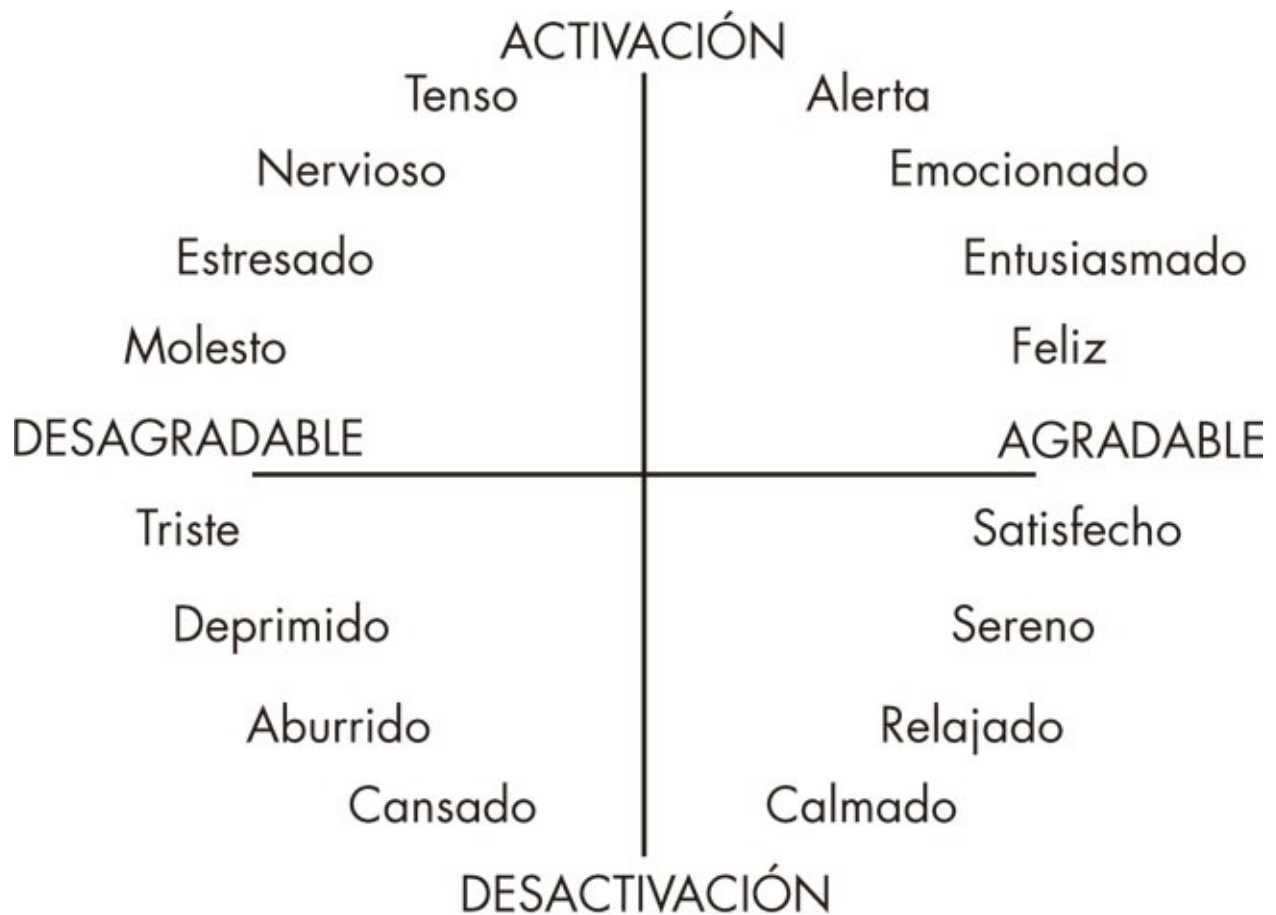 ACTIVACIÓN
Tenso
Alerta
Nervioso
Emocionado
Estresado
Entusiasmado
Molesto
Feliz
DESAGRADABLE
AGRADABLE
Triste
Satisfecho
Deprimido
Sereno
Aburrido
Relajado
Cansado
Calmado
DESACTIVACIÓN